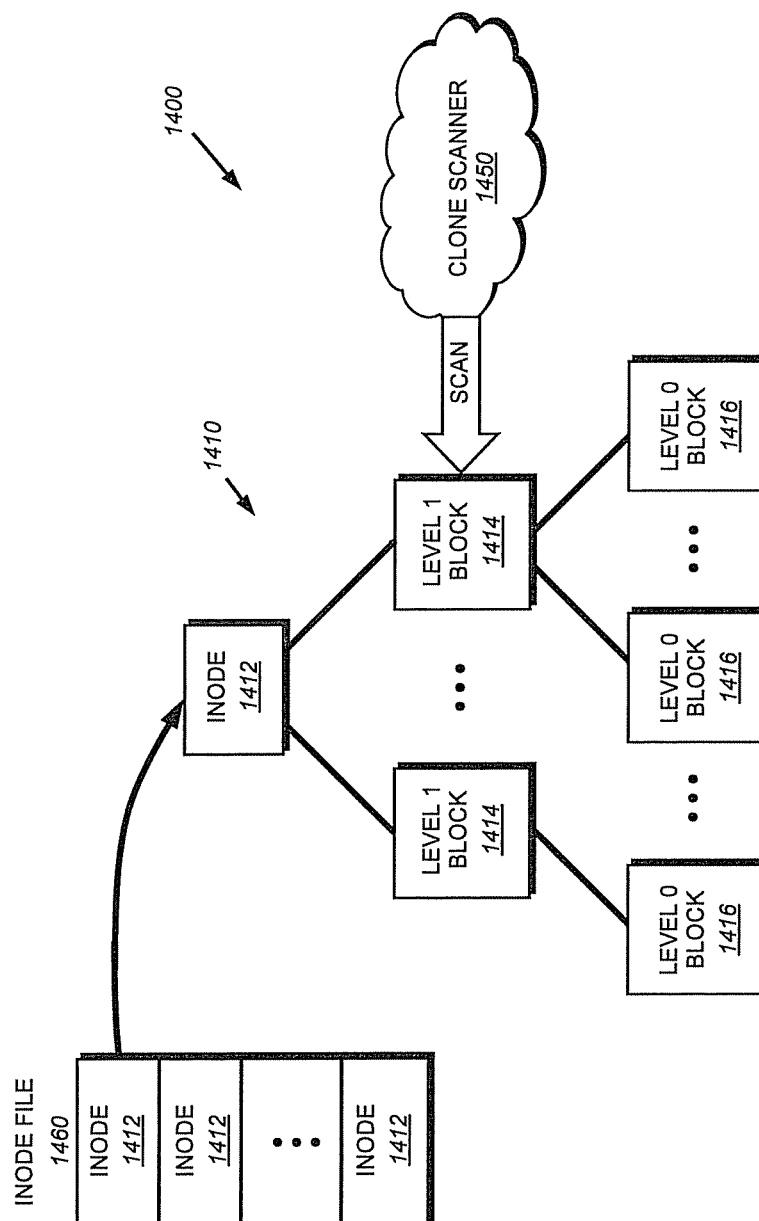 INODE FILE
1460
INODE
1412
INODE
1412
INODE
1412
1410
1400
INODE
1412
LEVEL 1
BLOCK
1414
LEVEL 1
BLOCK
1414
SCAN
CLONE SCANNER
1450
LEVEL 0
BLOCK
1416
LEVEL 0
BLOCK
1416
LEVEL 0
BLOCK
1416